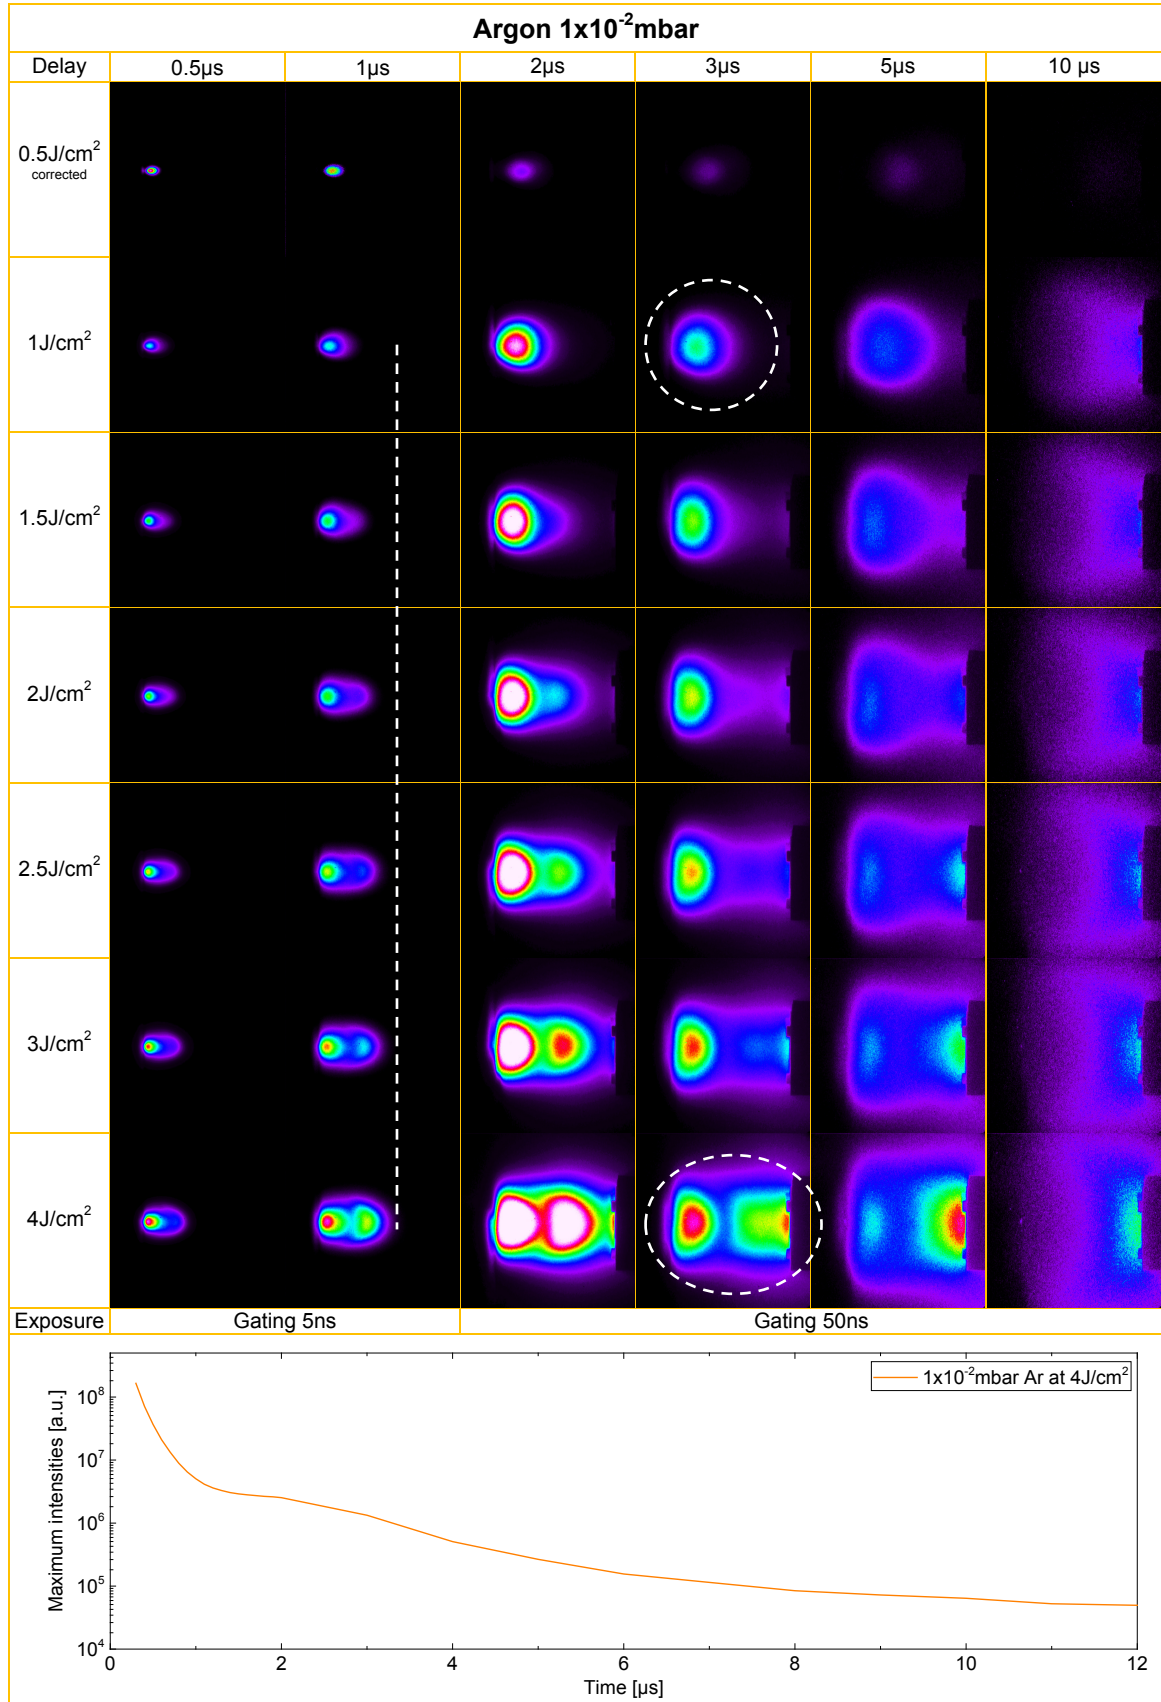 Argon 1x10⁻²mbar
Delay 0.5µs 1µs 2µs 3µs 5µs 10 µs
0.5J/cm²
corrected
1J/cm²
1.5J/cm²
2J/cm²
2.5J/cm²
3J/cm²
4J/cm²
Exposure Gating 5ns Gating 50ns
1x10⁻²mbar Ar at 4J/cm²
Maximum intensities [a.u.]
10⁸
10⁷
10⁶
10⁵
10⁴
0 2 4 6 8 10 12
Time [µs]